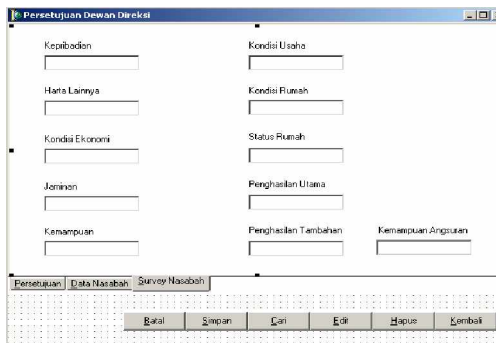 Persetujuan Dewan Direksi
Kepribadian
Kondisi Usaha
Harta Lainnya
Kondisi Rumah
Kondisi Ekonomi
Status Rumah
Jaminan
Penghasilan Utama
Kemampuan
Penghasilan Tambahan
Kemampuan Angsuran
Persetujuan Data Nasabah Survey Nasabah
Batal Simpan Cari Edit Hapus Kembali